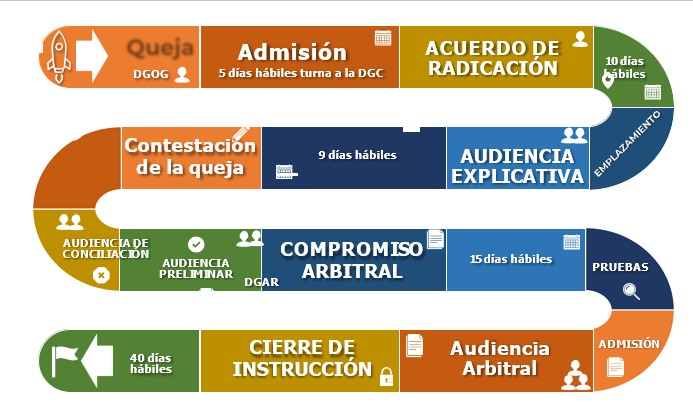 Queja
DGOG
Admisión
5 días hábiles turna a la DGC
ACUERDO DE
RADICACIÓN
10 días
hábiles
EMPLAZAMIENTO
AUDIENCIA
EXPLICATIVA
9 días hábiles
Contestación
de la queja
AUDIENCIA DE
CONCILIACIÓN
AUDIENCIA
PRELIMINAR
DGAR
COMPROMISO
ARBITRAL
15 días hábiles
PRUEBAS
ADMISIÓN
Audiencia
Arbitral
CIERRE DE
INSTRUCCIÓN
40 días
hábiles